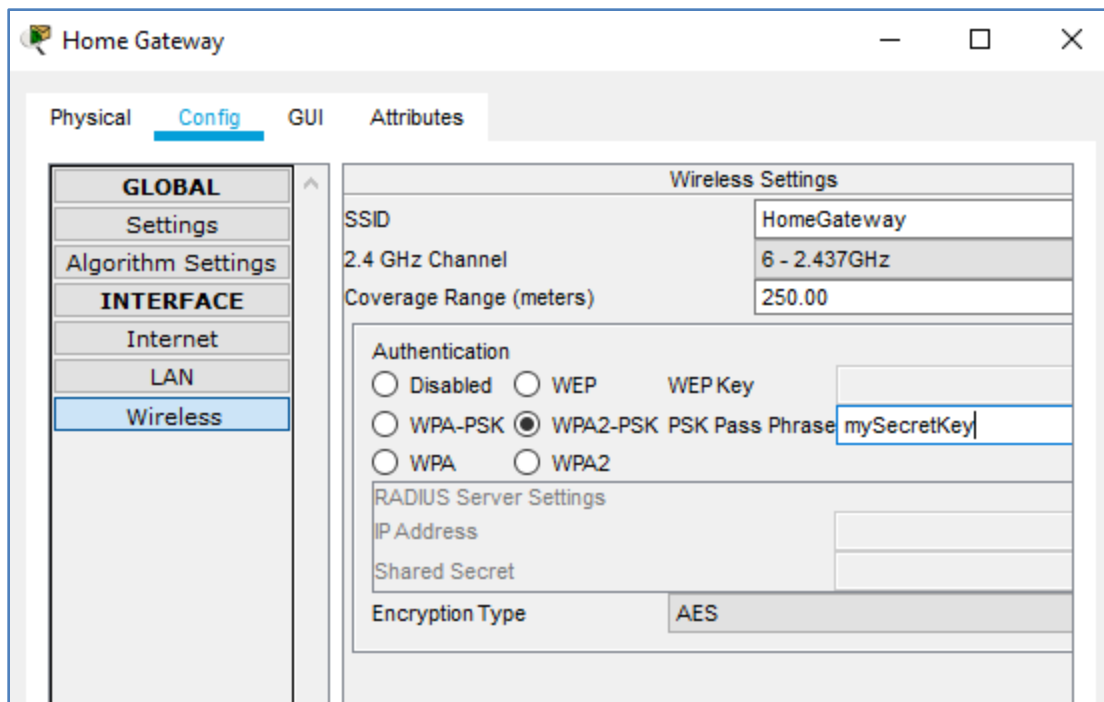 Home Gateway
Physical Config GUI Attributes
GLOBAL
Settings
Algorithm Settings
INTERFACE
Internet
LAN
Wireless
Wireless Settings
SSID HomeGateway
2.4 GHz Channel 6 - 2.437GHz
Coverage Range (meters) 250.00
Authentication
Disabled WEP WEP Key
WPA-PSK WPA2-PSK PSK Pass Phrase mySecretKey
WPA WPA2
RADIUS Server Settings
IP Address
Shared Secret
Encryption Type AES